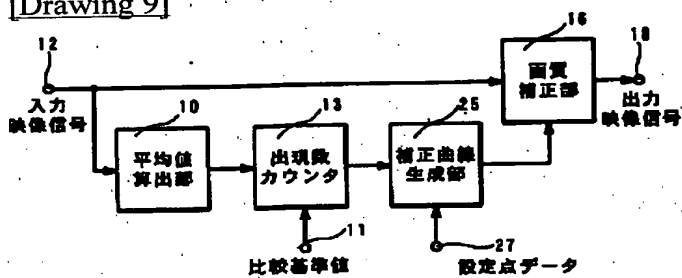 [Drawing 9]
12
入力
映像信号
10
平均値
算出部
13
出現数
カウンタ
25
補正曲線
生成部
16
画質
補正部
18
出力
映像信号
11
比較基準値
27
設定点データ